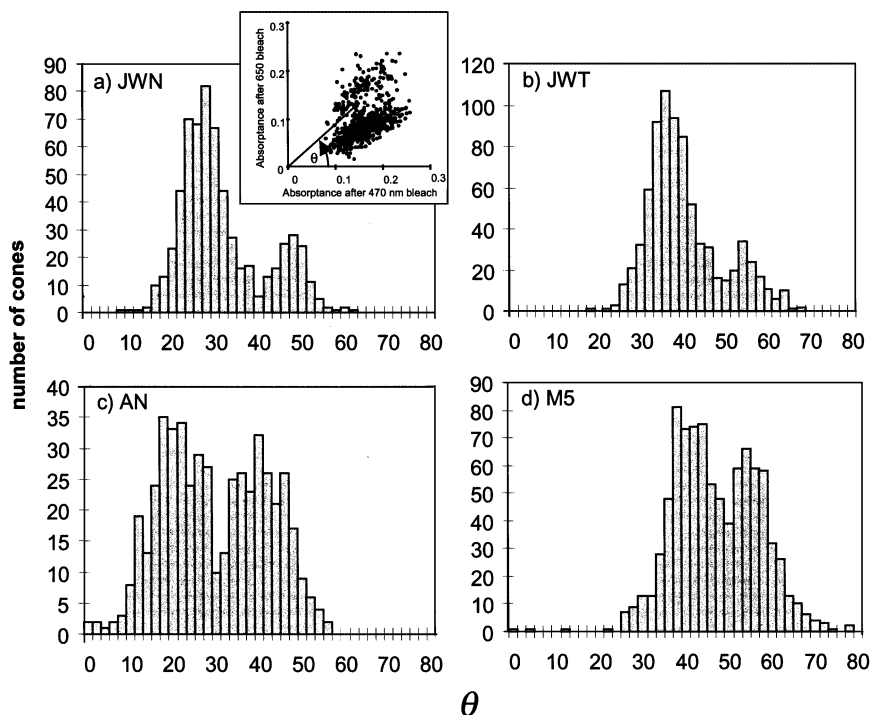 number of cones
a) JWN
90
80
70
60
50
40
30
20
10
0
0 10 20 30 40 50 60 70 80
Absorptance after 650 bleach
0.3
0.2
0.1
0
θ
0 0.1 0.2 0.3
Absorptance after 470 nm bleach
b) JWT
120
100
80
60
40
20
0
0 10 20 30 40 50 60 70 80
c) AN
40
35
30
25
20
15
10
5
0
0 10 20 30 40 50 60 70 80
d) M5
90
80
70
60
50
40
30
20
10
0
0 10 20 30 40 50 60 70 80
θ